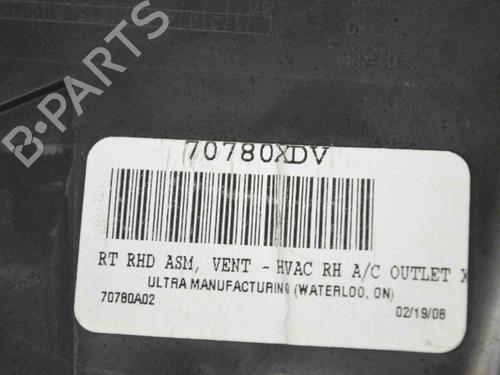 70780XDV
RT RHD ASM, VENT - HVAC RH A/C OUTLET X
ULTRA MANUFACTURING (WATERLOO, ON)
70780A02 02/19/08
B-Parts